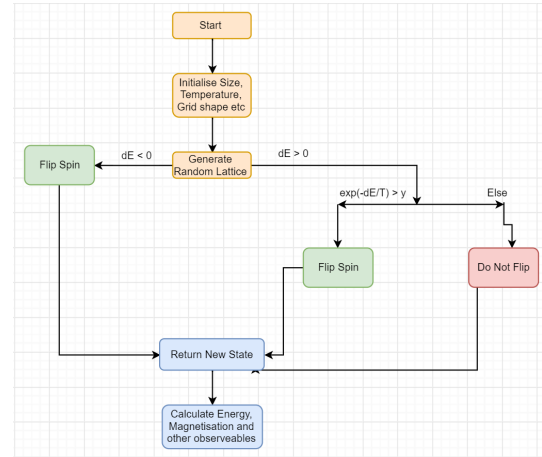 Start
Initialise Size,
Temperature,
Grid shape etc
Flip Spin
dE < 0
Generate
Random Lattice
dE > 0
exp(-dE/T) > y
Else
Flip Spin
Do Not Flip
Return New State
Calculate Energy,
Magnetisation and
other observeables